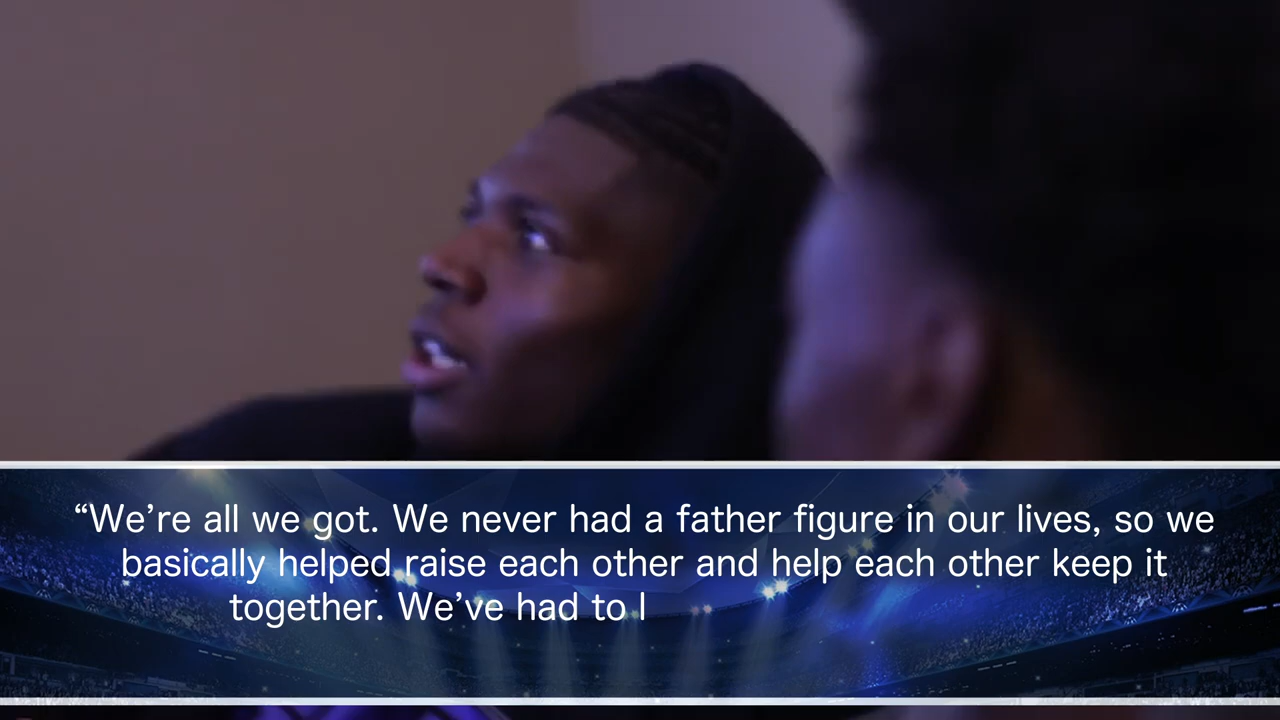 “We’re all we got. We never had a father figure in our lives, so we
basically helped raise each other and help each other keep it
together. We’ve had to l